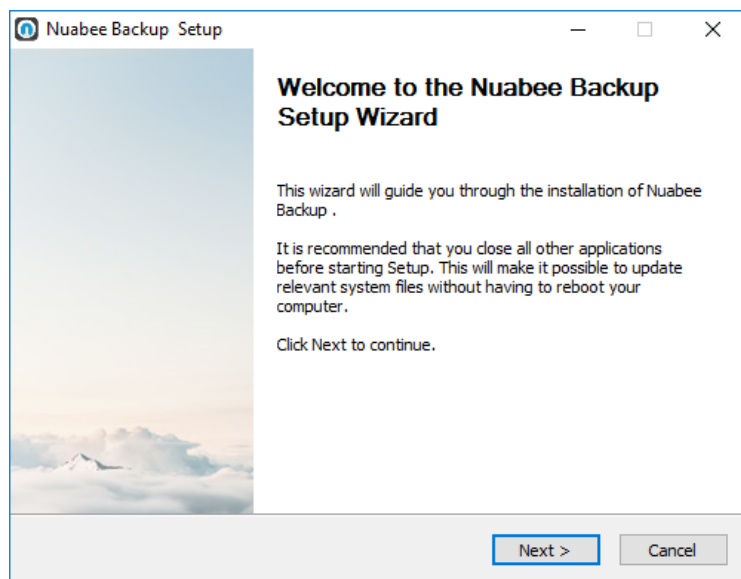 Nuabee Backup  Setup
Welcome to the Nuabee Backup
Setup Wizard
This wizard will guide you through the installation of Nuabee
Backup .
It is recommended that you close all other applications
before starting Setup. This will make it possible to update
relevant system files without having to reboot your
computer.
Click Next to continue.
Next >
Cancel